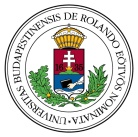 UNIVERSITAS BUDAPESTINENSIS DE ROLANDO EÖTVÖS NOMINATA